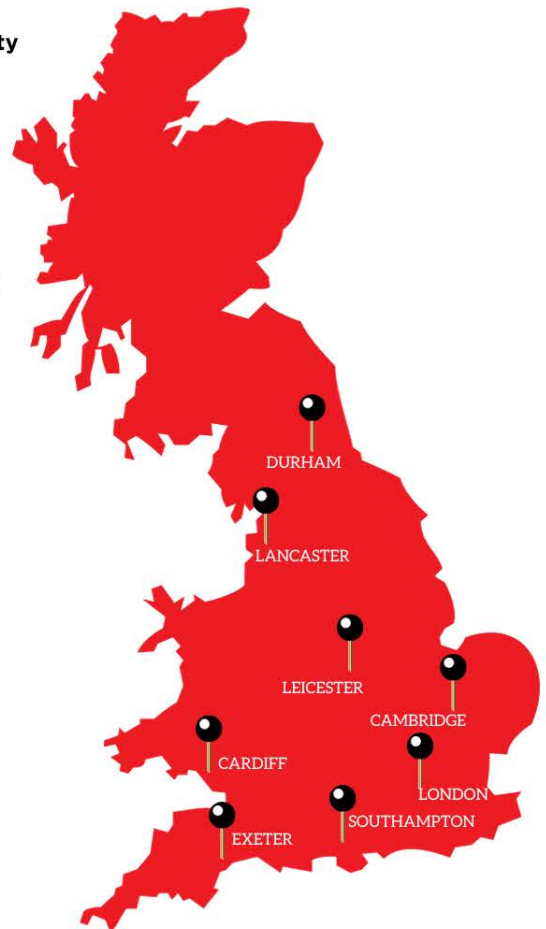 ty
DURHAM
LANCASTER
LEICESTER
CAMBRIDGE
CARDIFF
LONDON
SOUTHAMPTON
EXETER